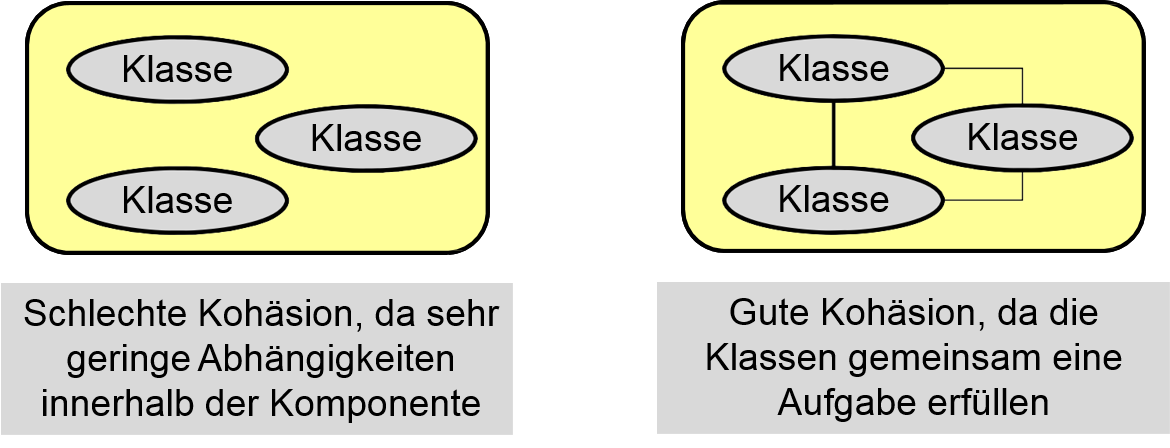 Klasse
Klasse
Klasse
Schlechte Kohäsion, da sehr
geringe Abhängigkeiten
innerhalb der Komponente
Klasse
Klasse
Klasse
Gute Kohäsion, da die
Klassen gemeinsam eine
Aufgabe erfüllen